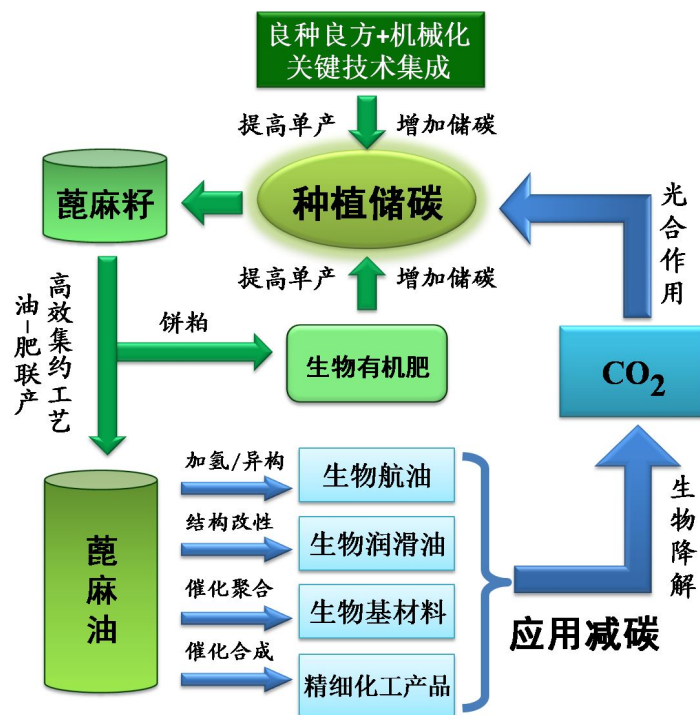 良种良方+机械化
关键技术集成
提高单产
增加储碳
蓖麻籽
种植储碳
光合作用
提高单产
增加储碳
高效集约工艺
油-肥联产
饼粕
生物有机肥
CO2
加氢/异构
生物航油
结构改性
生物润滑油
蓖麻油
催化聚合
生物基材料
催化合成
精细化工产品
生物降解
应用减碳